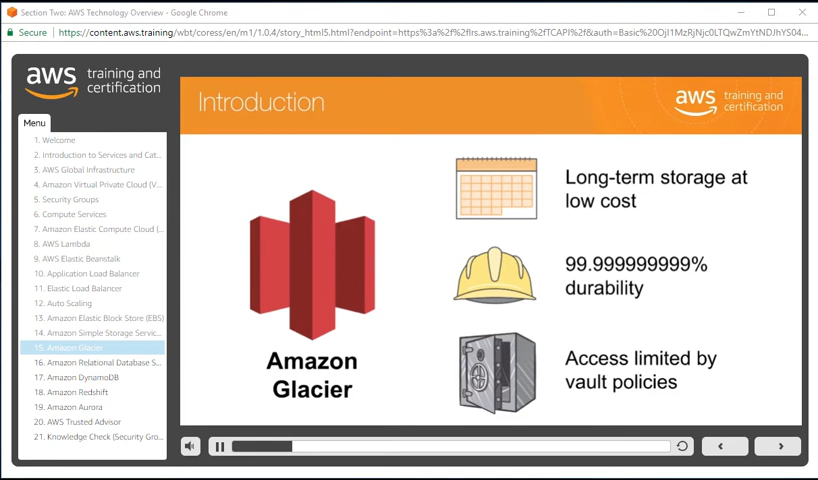 Section Two: AWS Technology Overview - Google Chrome
Secure https://content.aws.training/wbt/coress/en/m1/1.0.4/story_html5.html?endpoint=https%3a%2f%2flrs.aws.training%2fTCAPI%2f&auth=Basic%20OjI1MzRjNjc0LTQwZmYtNDJhYS04...
aws training and
certification
Menu
1. Welcome
2. Introduction to Services and Cat...
3. AWS Global Infrastructure
4. Amazon Virtual Private Cloud (V...
5. Security Groups
6. Compute Services
7. Amazon Elastic Compute Cloud (...
8. AWS Lambda
9. AWS Elastic Beanstalk
10. Application Load Balancer
11. Elastic Load Balancer
12. Auto Scaling
13. Amazon Elastic Block Store (EBS)
14. Amazon Simple Storage Servic...
15. Amazon Glacier
16. Amazon Relational Database S...
17. Amazon DynamoDB
18. Amazon Redshift
19. Amazon Aurora
20. AWS Trusted Advisor
21. Knowledge Check (Security Gro...
Introduction
aws training and
certification
Amazon
Glacier
Long-term storage at
low cost
99.999999999%
durability
Access limited by
vault policies